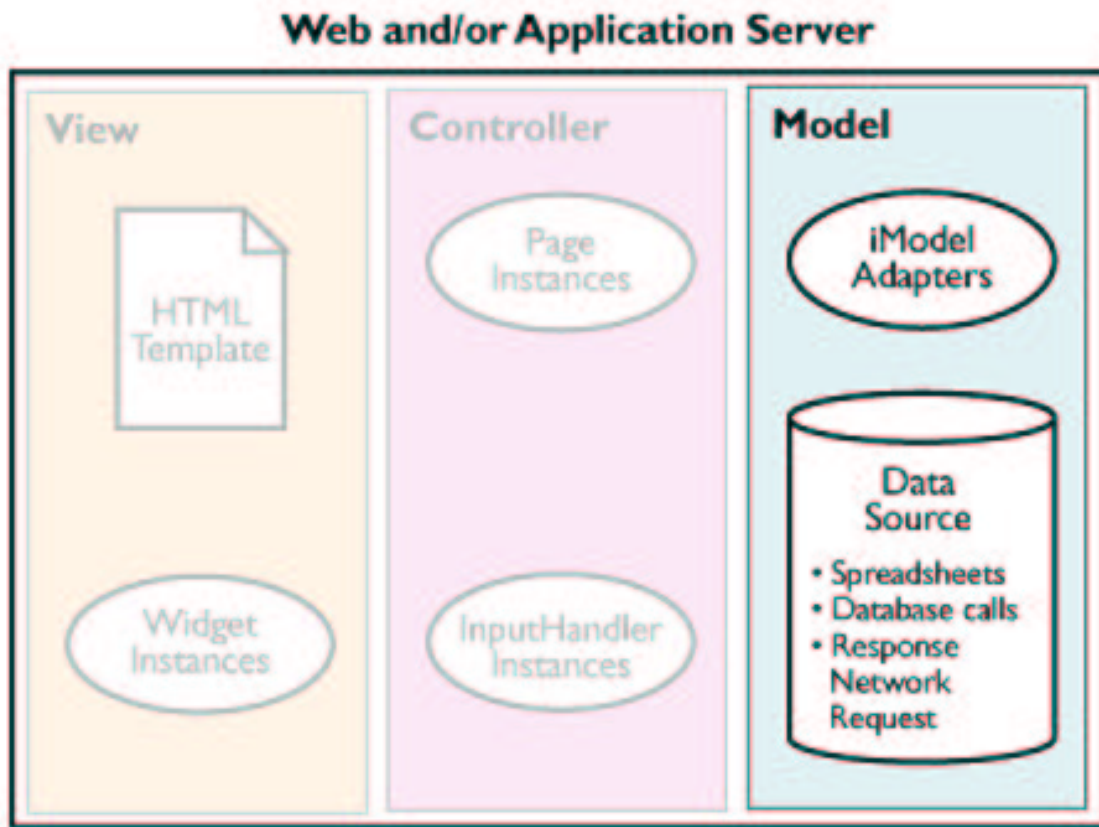 Web and/or Application Server
View
HTML
Template
Widget
Instances
Controller
Page
Instances
InputHandler
Instances
Model
iModel
Adapters
Data
Source
• Spreadsheets
• Database calls
• Response
Network
Request